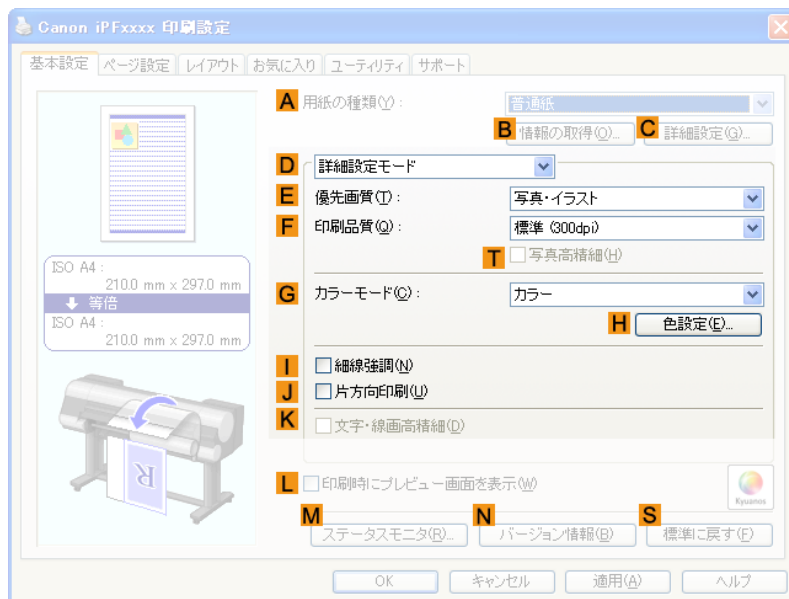 Canon iPFxxxx 印刷設定
基本設定 ページ設定 レイアウト お気に入り ユーティリティ サポート
A 用紙の種類(Y): 普通紙
B 情報の取得(O)... C 詳細設定(G)...
D 詳細設定モード
E 優先画質(T): 写真・イラスト
F 印刷品質(Q): 標準 (300dpi)
T 写真高精細(H)
ISO A4:
210.0 mm x 297.0 mm
等倍
ISO A4:
210.0 mm x 297.0 mm
G カラーモード(C): カラー
H 色設定(E)...
I 細線強調(N)
J 片方向印刷(U)
K 文字・線画高精細(D)
R
L 印刷時にプレビュー画面を表示(W)
Kyuanos
M ステータスモニタ(R)... N バージョン情報(B) S 標準に戻す(F)
OK キャンセル 適用(A) ヘルプ